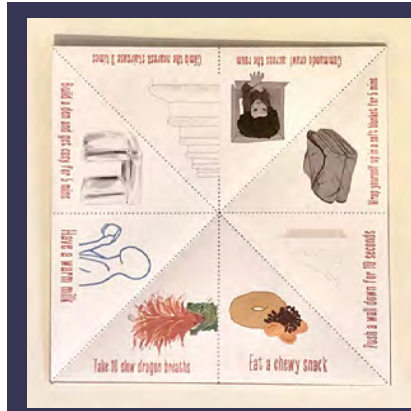 Climb the nearest staircase 3 times
Commando crawl across the room
Wrap yourself up in a soft blanket for 5 mins
Push a wall down for 10 seconds
Eat a chewy snack
Take 10 slow dragon breaths
Have a warm milk
Build a den and get cosy for 5 mins